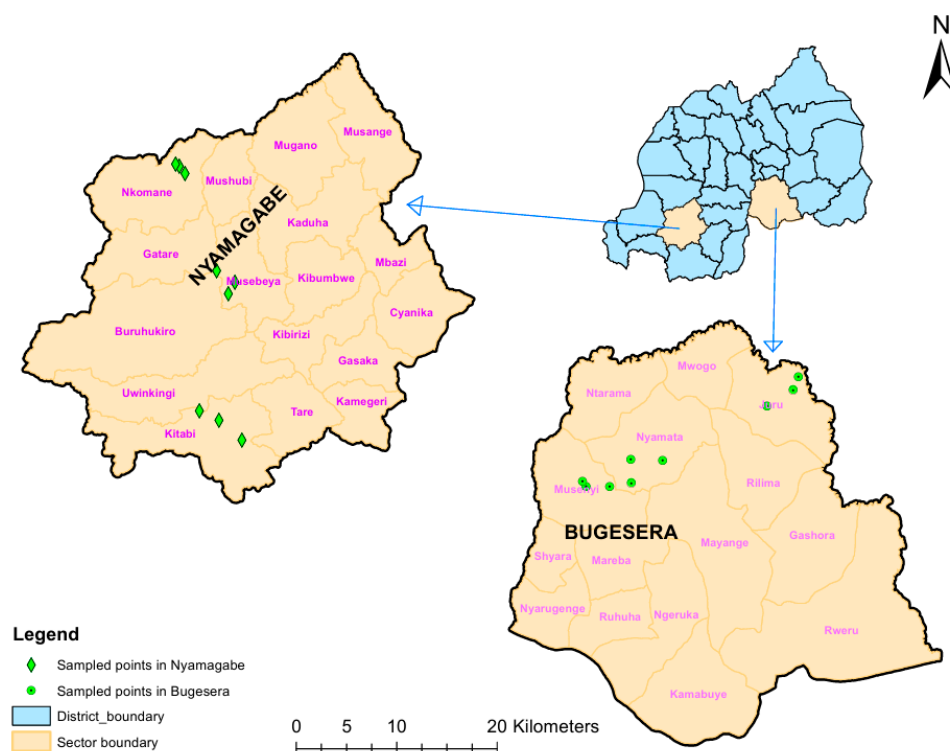 N
Musange
Mugano
Mushubi
Nkomane
Kaduha
NYAMAGABE
Gatare
Mbazi
Musebeya
Kibumbwe
Cyanika
Buruhukiro
Kibirizi
Gasaka
Uwinkingi
Kamegeri
Tare
Kitabi
Mwogo
Ntarama
Juru
Nyamata
Rilima
Musenyi
BUGESERA
Gashora
Mayange
Shyara
Mareba
Nyarugenge
Ruhuha
Ngeruka
Rweru
Kamabuye
Legend
Sampled points in Nyamagabe
Sampled points in Bugesera
District_boundary
Sector boundary
0 5 10 20 Kilometers